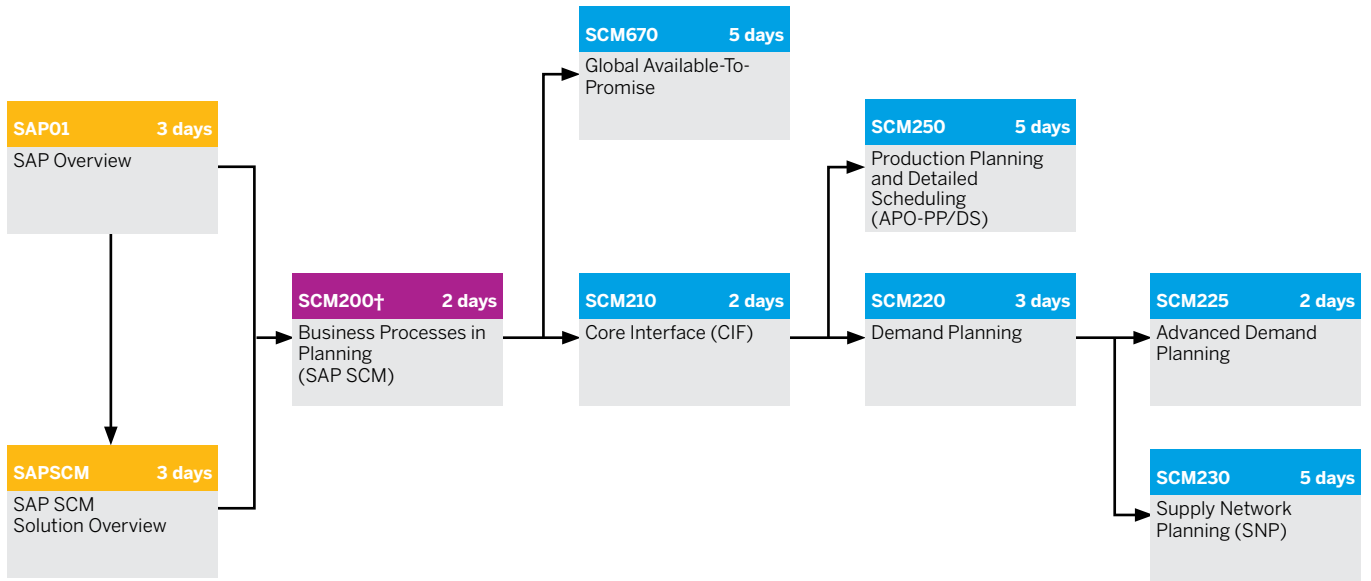 SAP01 3 days
SAP Overview
SAPSCM 3 days
SAP SCM
Solution Overview
SCM200† 2 days
Business Processes in
Planning
(SAP SCM)
SCM670 5 days
Global Available-To-
Promise
SCM210 2 days
Core Interface (CIF)
SCM250 5 days
Production Planning
and Detailed
Scheduling
(APO-PP/DS)
SCM220 3 days
Demand Planning
SCM225 2 days
Advanced Demand
Planning
SCM230 5 days
Supply Network
Planning (SNP)